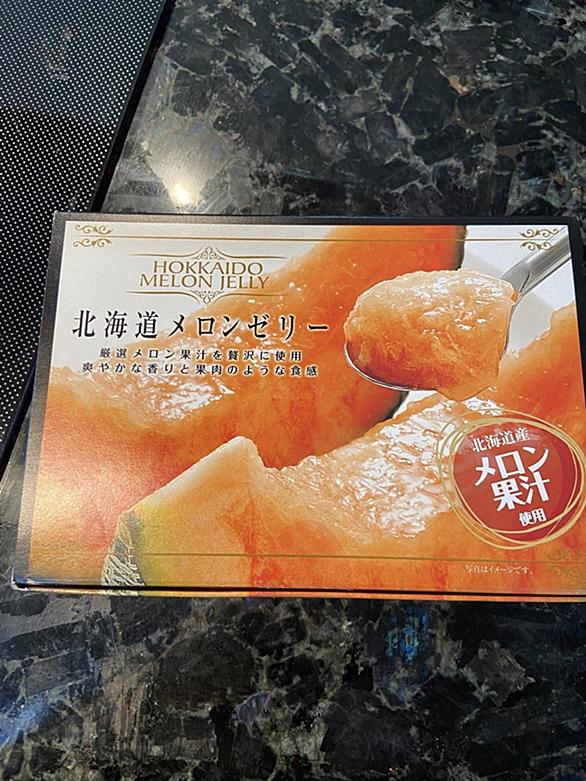 HOKKAIDO
MELON JELLY
北海道メロンゼリー
厳選メロン果汁を贅沢に使用
爽やかな香りと果肉のような食感
北海道産
メロン
果汁
使用
写真はイメージです。